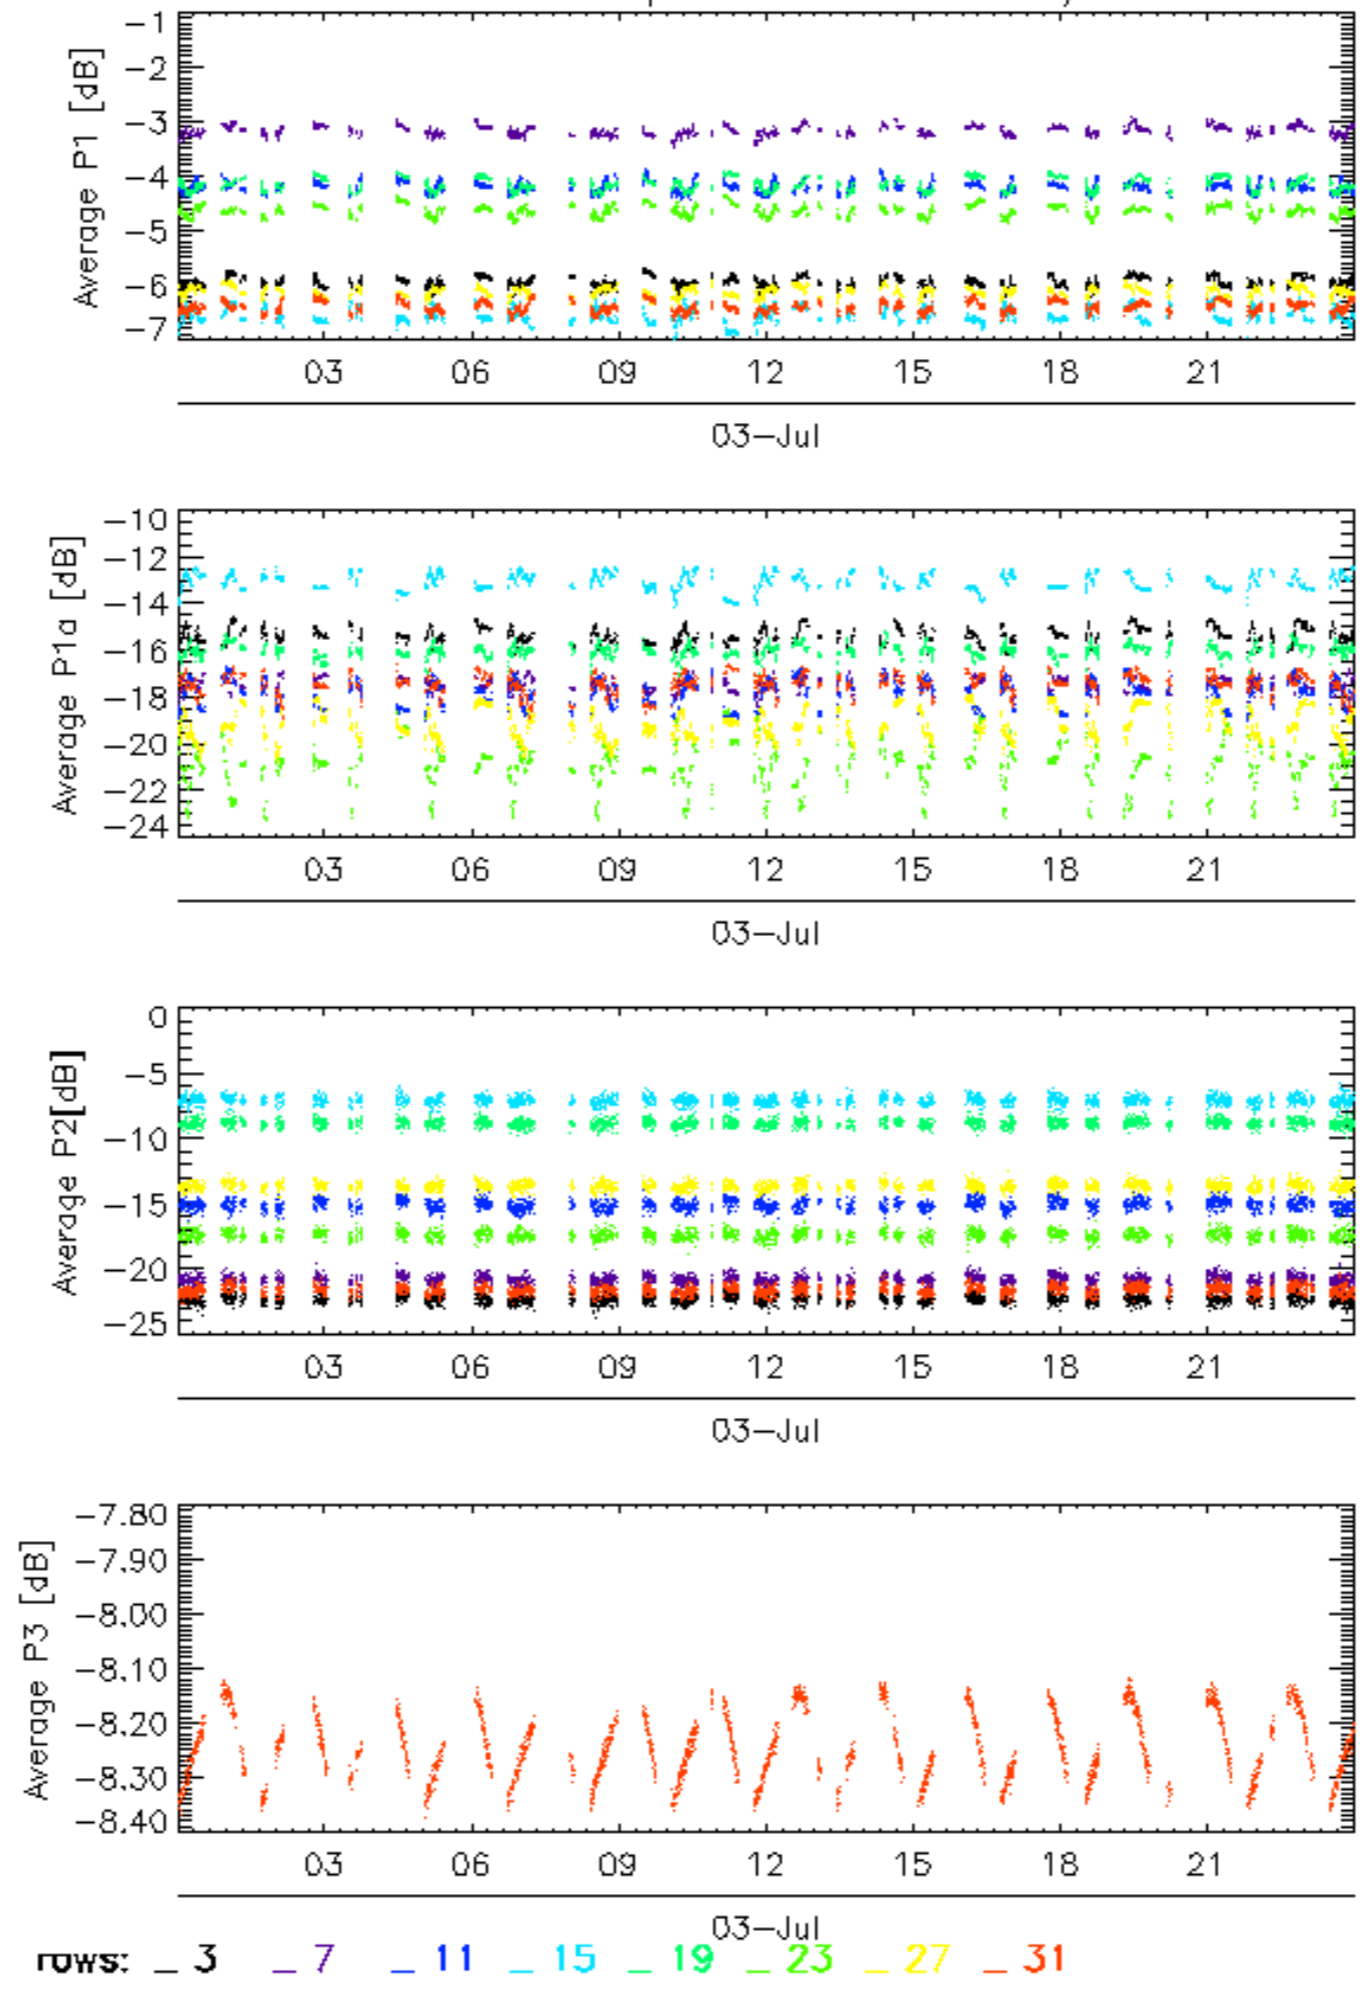 -1
-2
-3
-4
-5
-6
-7
Average P1 [dB]
03 06 09 12 15 18 21
03-Jul
-10
-12
-14
-16
-18
-20
-22
-24
Average P1a [dB]
03 06 09 12 15 18 21
03-Jul
0
-5
-10
-15
-20
-25
Average P2[dB]
03 06 09 12 15 18 21
03-Jul
-7.80
-7.90
-8.00
-8.10
-8.20
-8.30
-8.40
Average P3 [dB]
03 06 09 12 15 18 21
03-Jul
rows: _ 3 _ 7 _ 11 _ 15 _ 19 _ 23 _ 27 _ 31